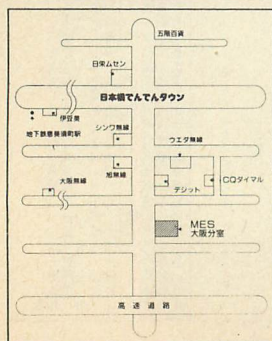 五階百貨
日栄ムセン
日本橋でんでんタウン
伊豆美
地下鉄恵美須町駅
シンワ無線
ウエダ無線
大阪無線
旭無線
デジット
CQダイマル
MES
大阪分室
高速道路